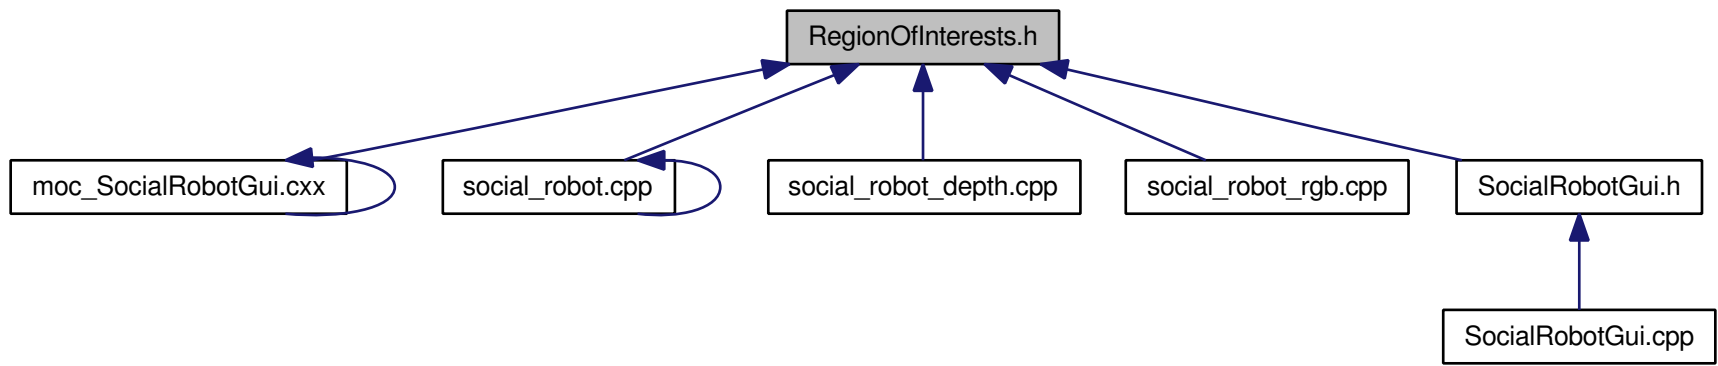 RegionOfInterests.h
moc_SocialRobotGui.cxx
social_robot.cpp
social_robot_depth.cpp
social_robot_rgb.cpp
SocialRobotGui.h
SocialRobotGui.cpp